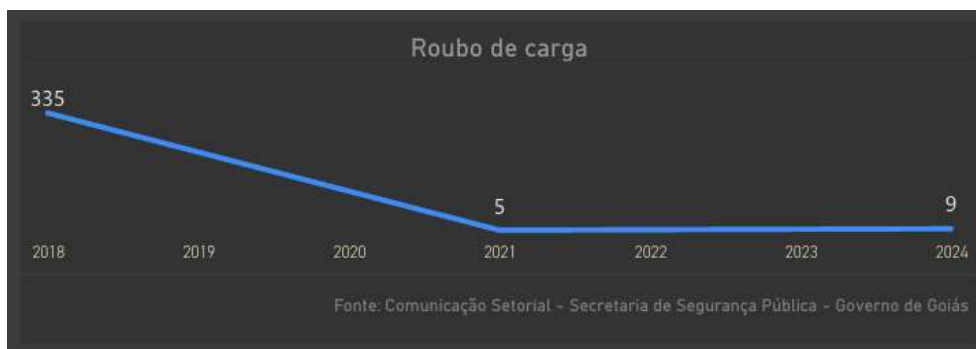 Roubo de carga
335
5
9
2018 2019 2020 2021 2022 2023 2024
Fonte: Comunicação Setorial - Secretaria de Segurança Pública - Governo de Goiás